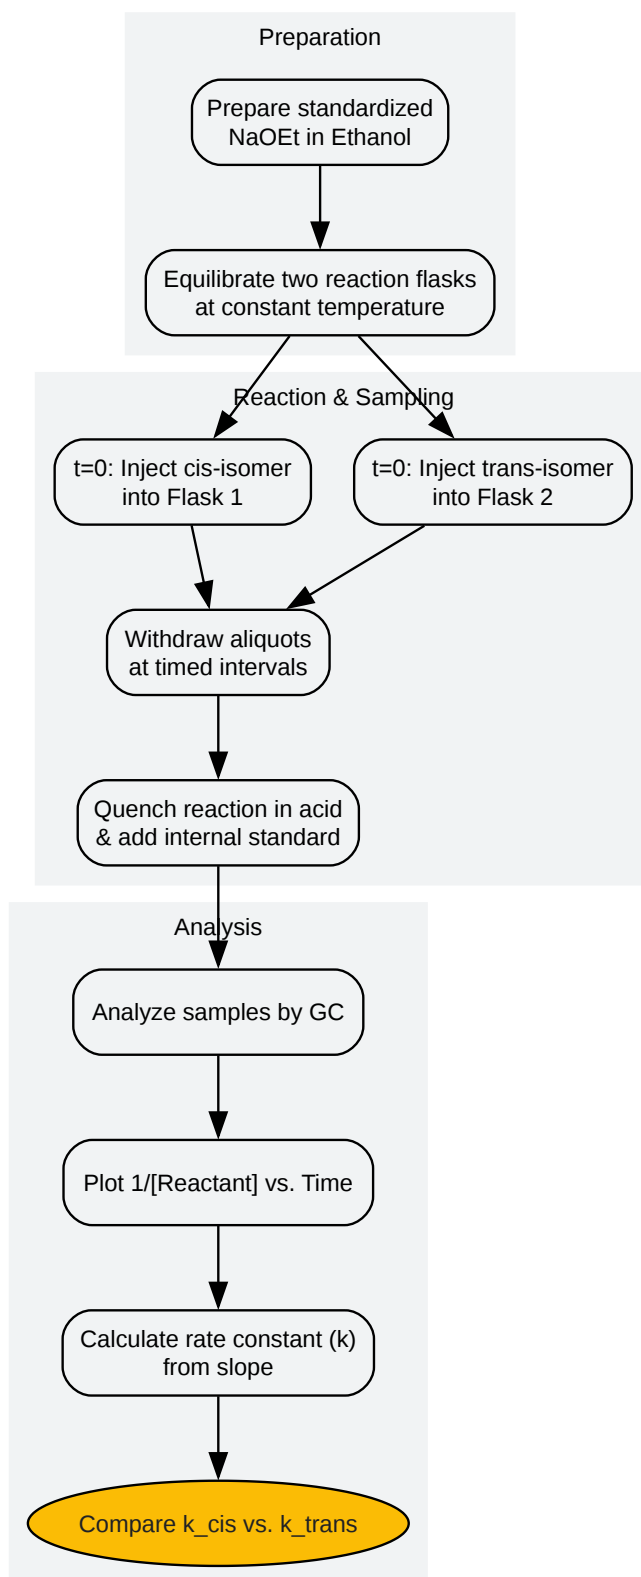 Preparation
Prepare standardized
NaOEt in Ethanol
Equilibrate two reaction flasks
at constant temperature
Reaction & Sampling
t=0: Inject cis-isomer
into Flask 1
t=0: Inject trans-isomer
into Flask 2
Withdraw aliquots
at timed intervals
Quench reaction in acid
& add internal standard
Analysis
Analyze samples by GC
Plot 1/[Reactant] vs. Time
Calculate rate constant (k)
from slope
Compare k_cis vs. k_trans